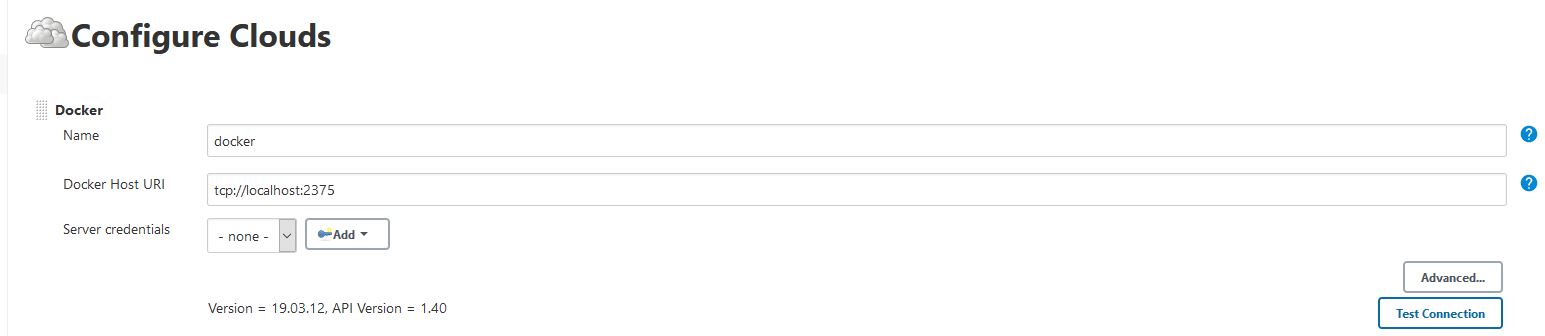 Configure Clouds
Docker
Name
docker
?
Docker Host URI
tcp://localhost:2375
?
Server credentials
- none -
Add
Advanced...
Version = 19.03.12, API Version = 1.40
Test Connection